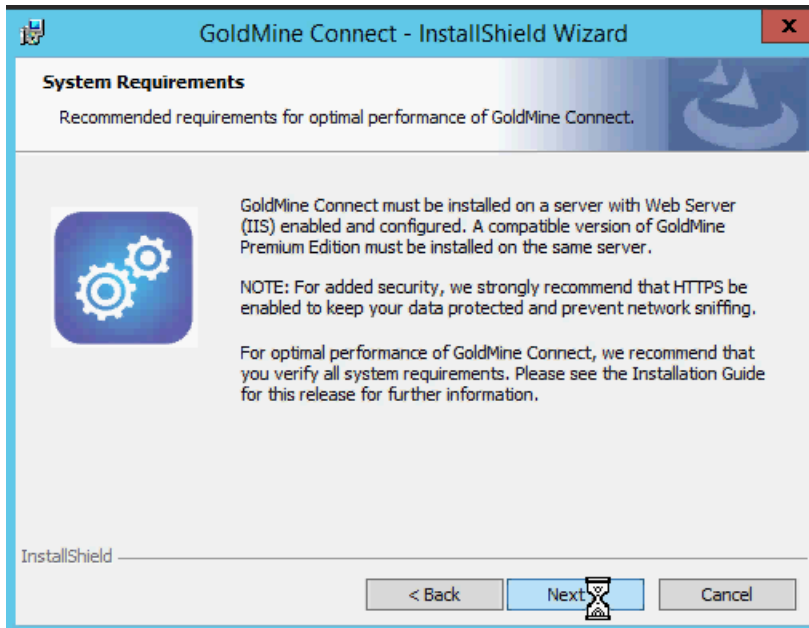 GoldMine Connect - InstallShield Wizard
x
System Requirements
Recommended requirements for optimal performance of GoldMine Connect.
GoldMine Connect must be installed on a server with Web Server
(IIS) enabled and configured. A compatible version of GoldMine
Premium Edition must be installed on the same server.
NOTE: For added security, we strongly recommend that HTTPS be
enabled to keep your data protected and prevent network sniffing.
For optimal performance of GoldMine Connect, we recommend that
you verify all system requirements. Please see the Installation Guide
for this release for further information.
InstallShield
< Back
Next
Cancel